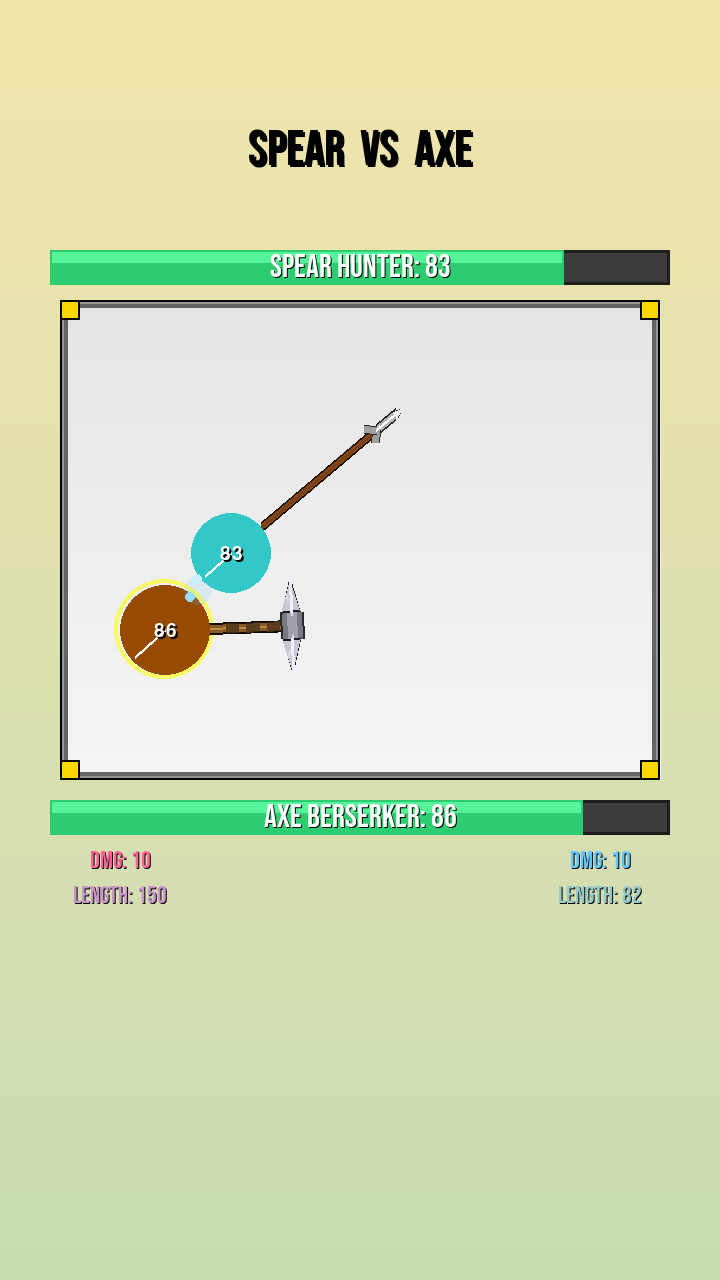 SPEAR VS AXE
SPEAR HUNTER: 83
83
86
AXE BERSERKER: 86
DMG: 10
DMG: 10
LENGTH: 150
LENGTH: 82